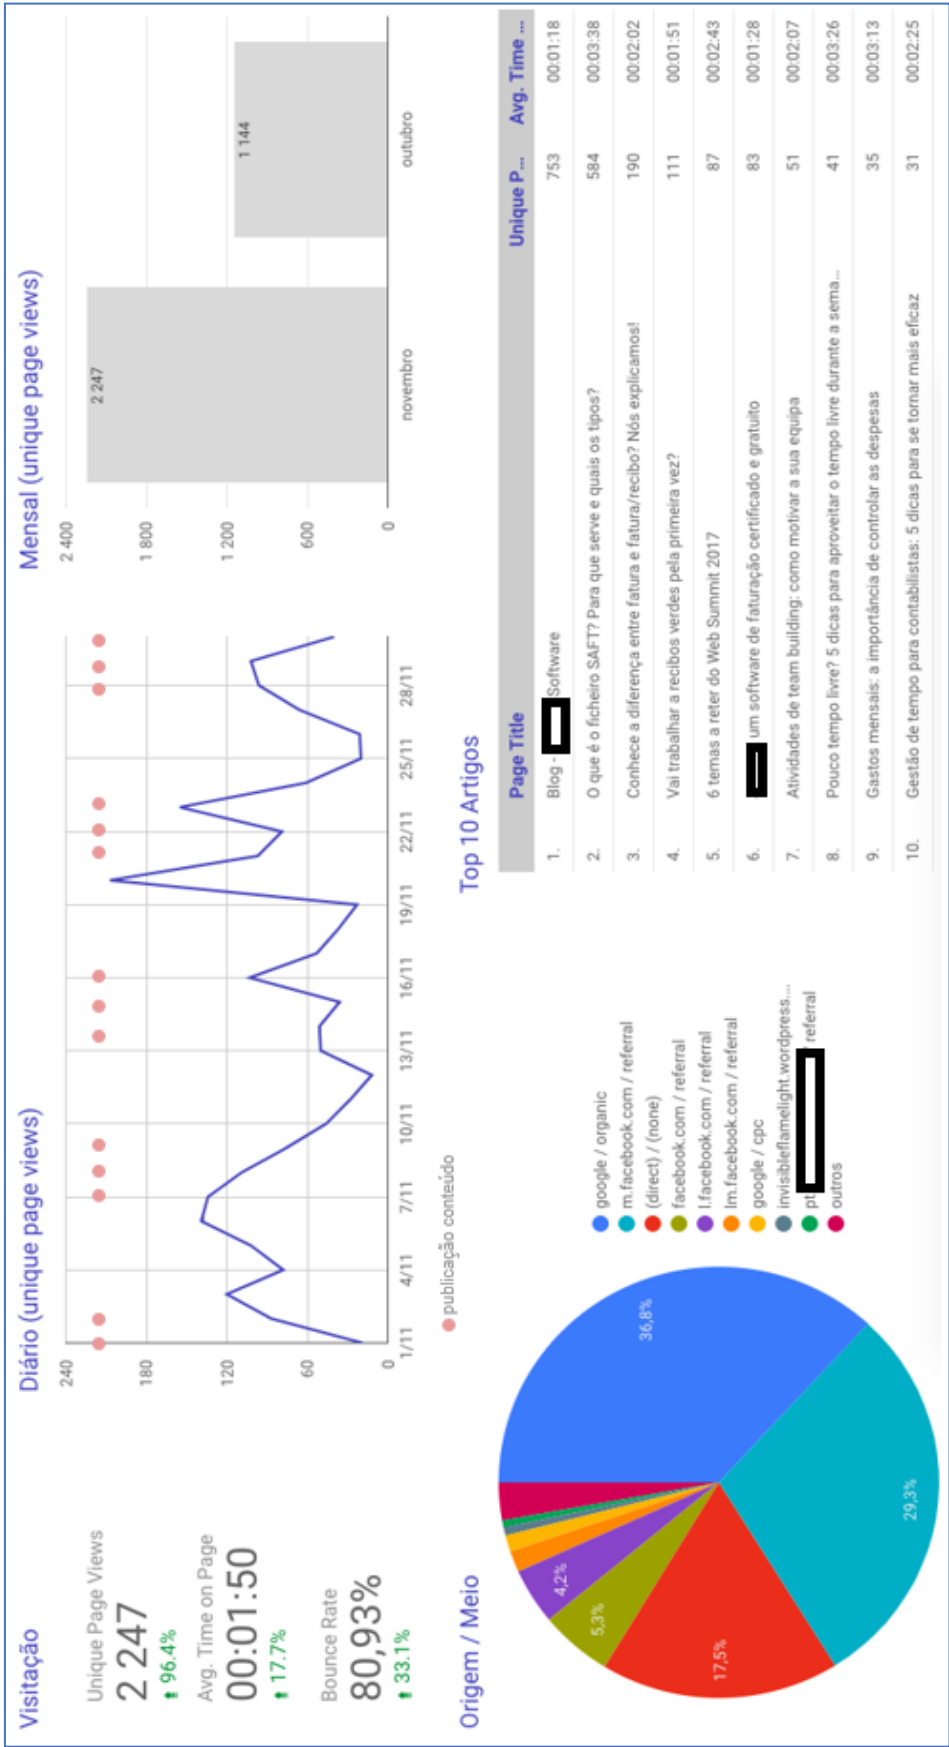 Visitação
Unique Page Views
2 247
96.4%
Avg. Time on Page
00:01:50
17.7%
Bounce Rate
80,93%
33.1%
Diário (unique page views)
240
180
120
60
0
1/11 4/11 7/11 10/11 13/11 16/11 19/11 22/11 25/11 28/11
publicação conteúdo
Mensal (unique page views)
2 400
1 800
1 200
600
0
2 247
1 144
novembro outubro
Origem / Meio
36,8%
29,3%
17,5%
5,3%
4,2%
google / organic
m.facebook.com / referral
(direct) / (none)
facebook.com / referral
l.facebook.com / referral
lm.facebook.com / referral
google / cpc
invisibleflamelight.wordpress....
pt / referral
outros
Top 10 Artigos
Page Title Unique P... Avg. Time ...
1. Blog - Software 753 00:01:18
2. O que é o ficheiro SAFT? Para que serve e quais os tipos? 584 00:03:38
3. Conhece a diferença entre fatura e fatura/recibo? Nós explicamos! 190 00:02:02
4. Vai trabalhar a recibos verdes pela primeira vez? 111 00:01:51
5. 6 temas a reter do Web Summit 2017 87 00:02:43
6. um software de faturação certificado e gratuito 83 00:01:28
7. Atividades de team building: como motivar a sua equipa 51 00:02:07
8. Pouco tempo livre? 5 dicas para aproveitar o tempo livre durante a sema... 41 00:03:26
9. Gastos mensais: a importância de controlar as despesas 35 00:03:13
10. Gestão de tempo para contabilistas: 5 dicas para se tornar mais eficaz 31 00:02:25